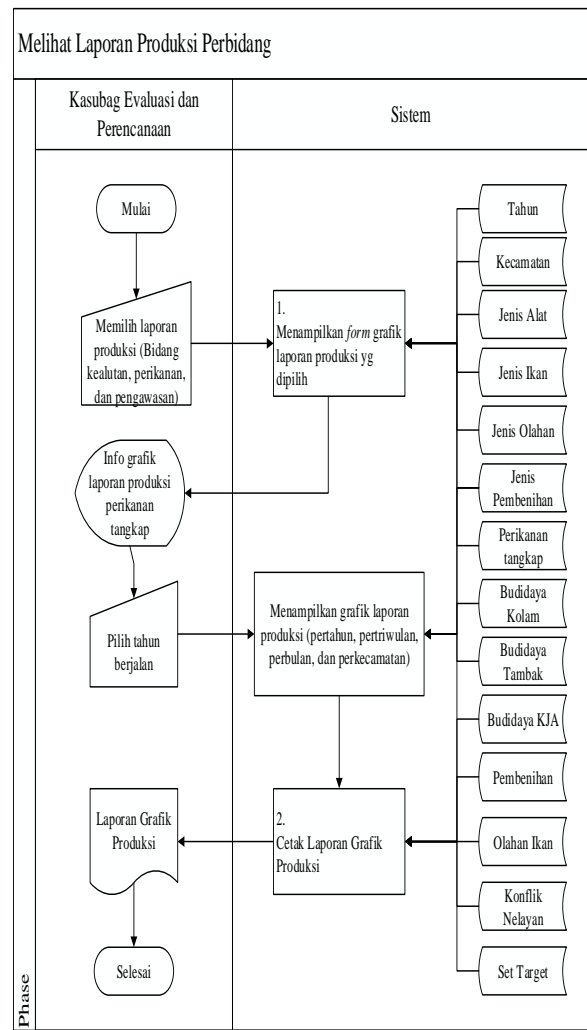 Melihat Laporan Produksi Perbidang
Kasubag Evaluasi dan
Perencanaan
Sistem
Mulai
Memilih laporan
produksi (Bidang
kealutan, perikanan,
dan pengawasan)
1.
Menampilkan form grafik
laporan produksi yg
dipilih
Info grafik
laporan produksi
perikanan
tangkap
Pilih tahun
berjalan
Menampilkan grafik laporan
produksi (pertahun, pertriwulan,
perbulan, dan perkecamatan)
Laporan Grafik
Produksi
2.
Cetak Laporan Grafik
Produksi
Selesai
Tahun
Kecamatan
Jenis Alat
Jenis Ikan
Jenis Olahan
Jenis
Pembenihan
Perikanan
tangkap
Budidaya
Kolam
Budidaya
Tambak
Budidaya KJA
Pembenihan
Olahan Ikan
Konflik
Nelayan
Set Target
Phase